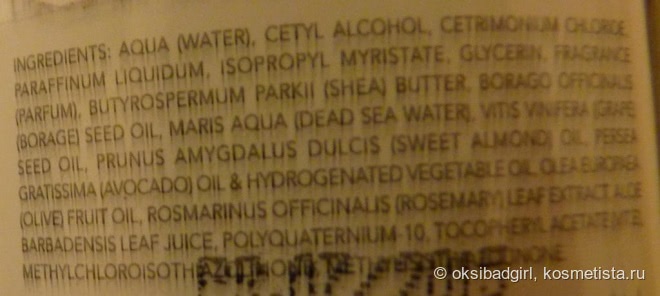 INGREDIENTS: AQUA (WATER), CETYL ALCOHOL, CETRIMONIUM CHLORIDE,
PARAFFINUM LIQUIDUM, ISOPROPYL MYRISTATE, GLYCERIN, FRAGRANCE
(PARFUM), BUTYROSPERMUM PARKII (SHEA) BUTTER, BORAGO OFFICINALIS
(BORAGE) SEED OIL, MARIS AQUA (DEAD SEA WATER), VITIS VINIFERA (GRAPE)
SEED OIL, PRUNUS AMYGDALUS DULCIS (SWEET ALMOND) OIL, PERSEA
GRATISSIMA (AVOCADO) OIL & HYDROGENATED VEGETABLE OIL, OLEA EUROPAEA
(OLIVE) FRUIT OIL, ROSMARINUS OFFICINALIS (ROSEMARY) LEAF EXTRACT, ALOE
BARBADENSIS LEAF JUICE, POLYQUATERNIUM-10, TOCOPHERYL ACETATE
© oksibadgirl, kosmetista.ru